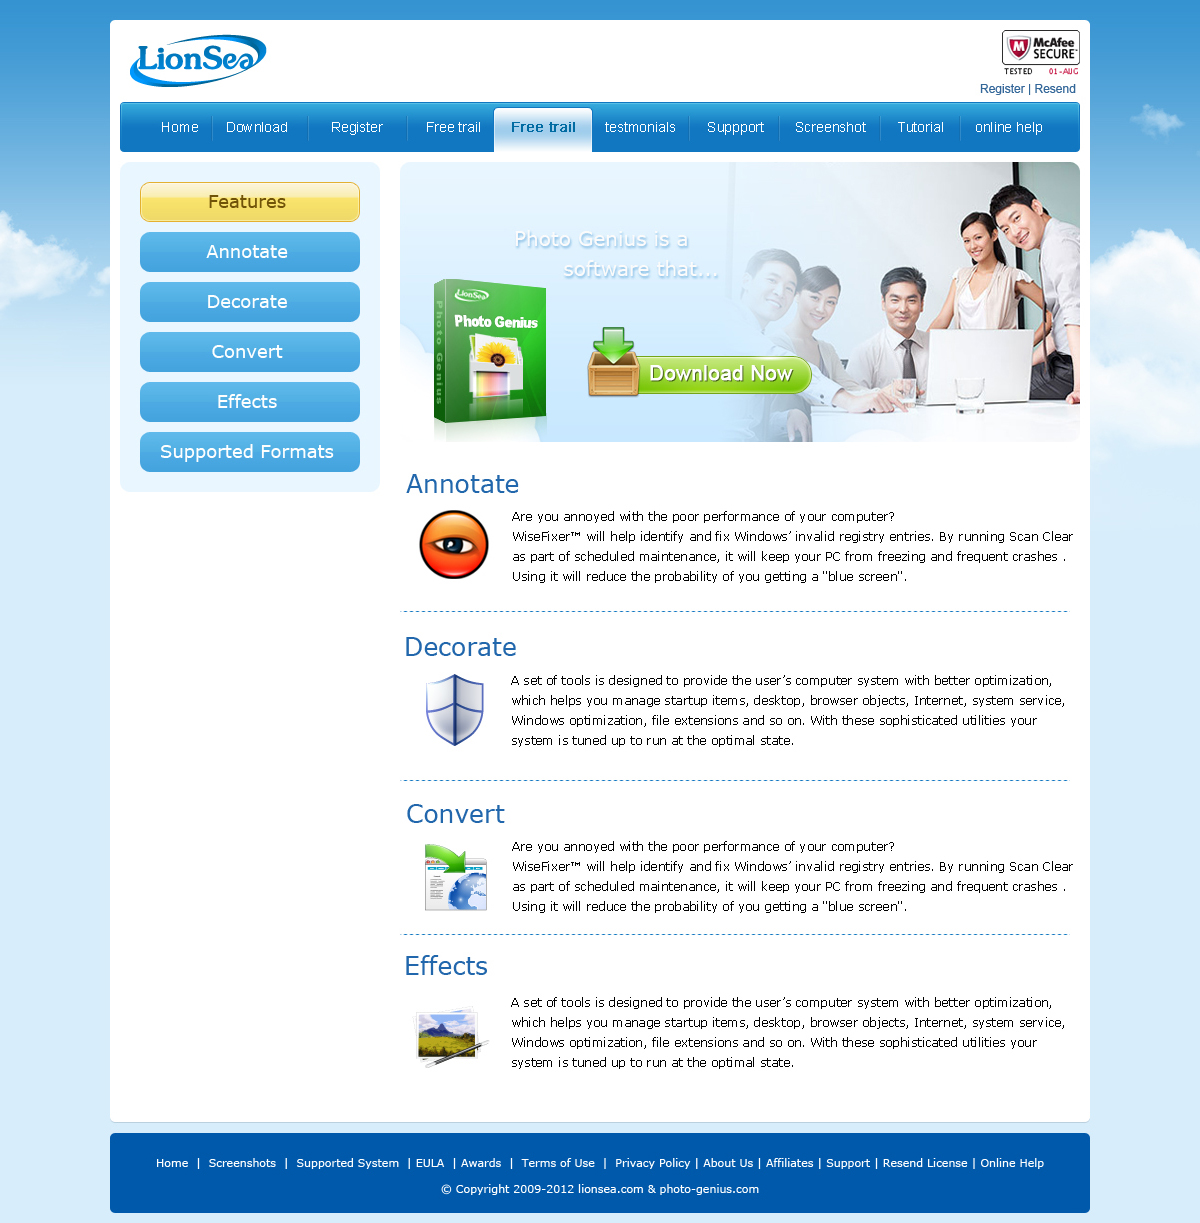 LionSea
McAfee
SECURE™
TESTED 01-AUG
Register | Resend
Home Download Register Free trail Free trail testmonials Suppport Screenshot Tutorial online help
Features
Annotate
Decorate
Convert
Effects
Supported Formats
Photo Genius is a
software that...
LionSea
Photo Genius
Photo Genius
Download Now
Annotate
Are you annoyed with the poor performance of your computer?
WiseFixer™ will help identify and fix Windows’ invalid registry entries. By running Scan Clear
as part of scheduled maintenance, it will keep your PC from freezing and frequent crashes .
Using it will reduce the probability of you getting a "blue screen".
Decorate
A set of tools is designed to provide the user’s computer system with better optimization,
which helps you manage startup items, desktop, browser objects, Internet, system service,
Windows optimization, file extensions and so on. With these sophisticated utilities your
system is tuned up to run at the optimal state.
Convert
Are you annoyed with the poor performance of your computer?
WiseFixer™ will help identify and fix Windows’ invalid registry entries. By running Scan Clear
as part of scheduled maintenance, it will keep your PC from freezing and frequent crashes .
Using it will reduce the probability of you getting a "blue screen".
Effects
A set of tools is designed to provide the user’s computer system with better optimization,
which helps you manage startup items, desktop, browser objects, Internet, system service,
Windows optimization, file extensions and so on. With these sophisticated utilities your
system is tuned up to run at the optimal state.
Home | Screenshots | Supported System | EULA | Awards | Terms of Use | Privacy Policy | About Us | Affiliates | Support | Resend License | Online Help
© Copyright 2009-2012 lionsea.com & photo-genius.com